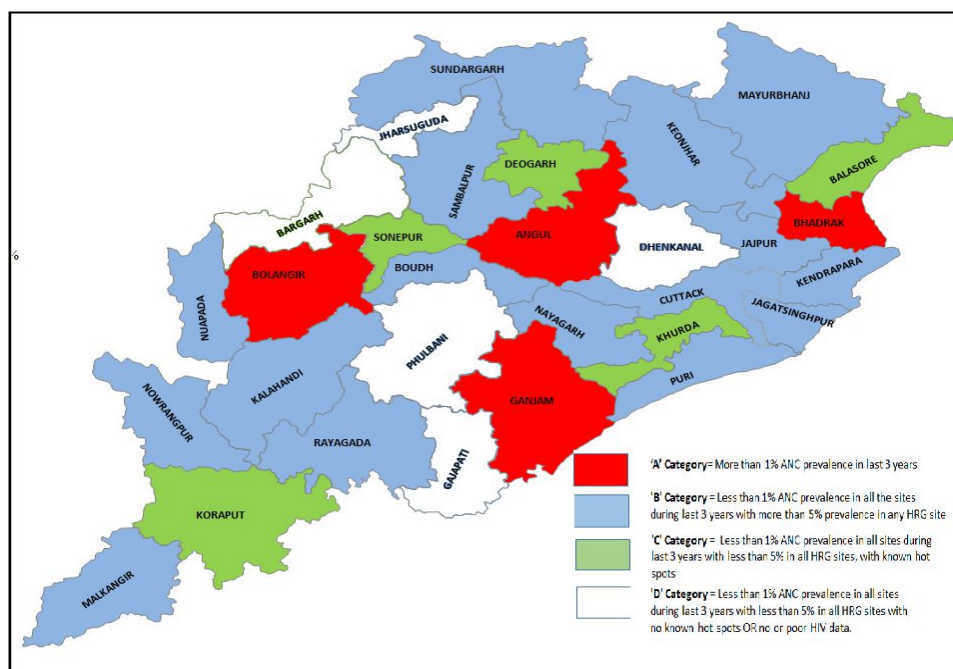 SUNDARGARH
MAYURBHANJ
JHARSUGUDA
KEONJHAR
DEOGARH
BALASORE
SAMBALPUR
BARGARH
BHADRAK
SONEPUR
ANGUL
DHENKANAL
JAIPUR
%
BOLANGIR
BOUDH
KENDRAPARA
CUTTACK
JAGATSINGHPUR
NUAPADA
NAYAGARH
KHURDA
PHULBANI
PURI
KALAHANDI
NOWRANGPUR
GANJAM
RAYAGADA
GAJAPATI
KORAPUT
MALKANGIR
'A' Category= More than 1% ANC prevalence in last 3 years
'B' Category= Less than 1% ANC prevalence in all the sites
during last 3 years with more than 5% prevalence in any HRG site
'C' Category = Less than 1% ANC prevalence in all sites during
last 3 years with less than 5% in all HRG sites, with known hot
spots
'D' Category = Less than 1% ANC prevalence in all sites
during last 3 years with less than 5% in all HRG sites with
no known hot spots OR no or poor HIV data.